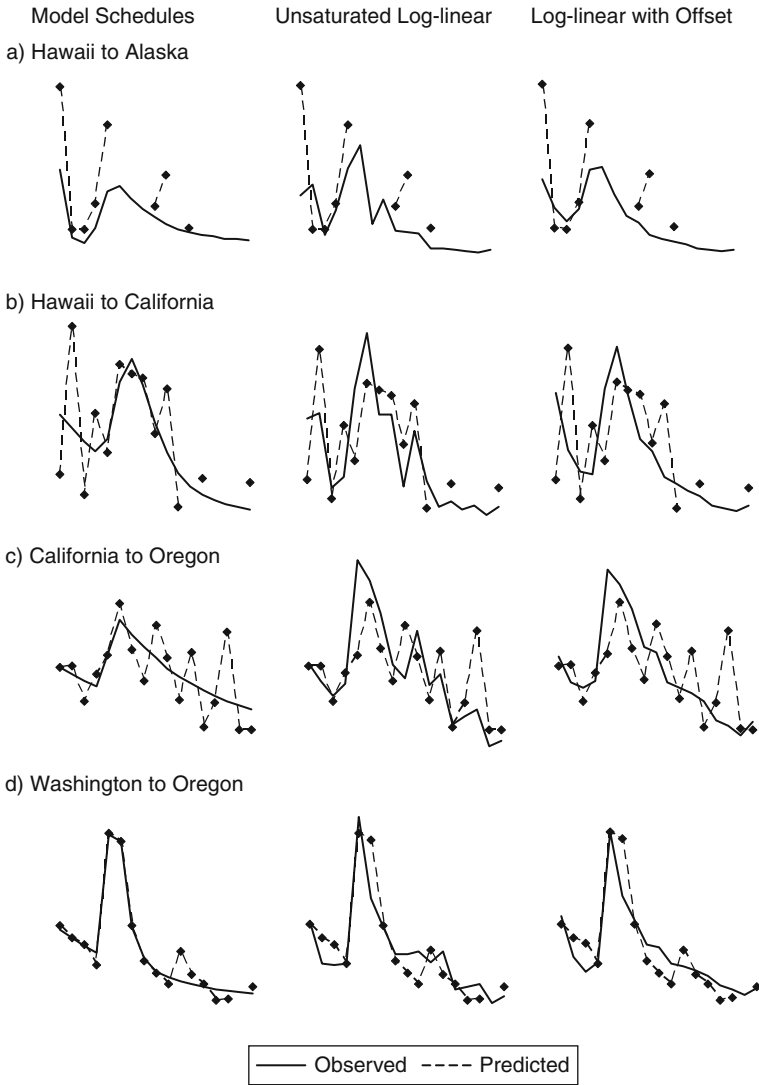 Model Schedules Unsaturated Log-linear Log-linear with Offset
a) Hawaii to Alaska
b) Hawaii to California
c) California to Oregon
d) Washington to Oregon
Observed Predicted